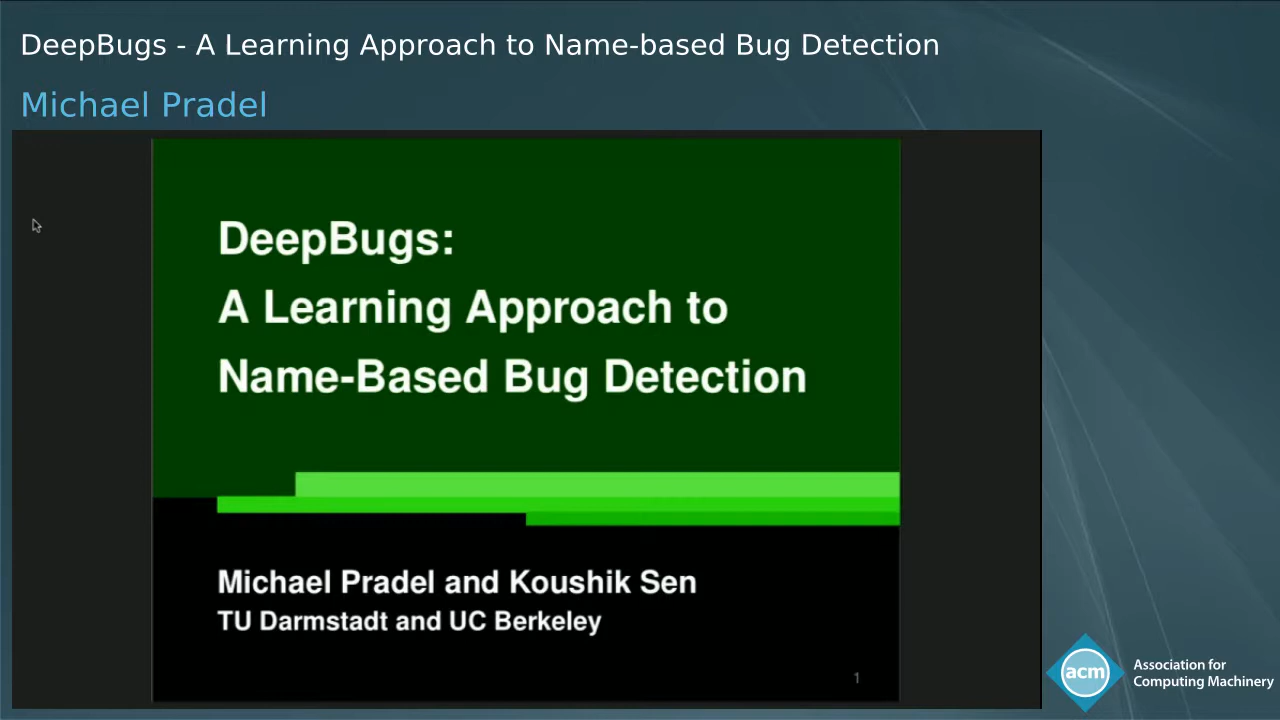 DeepBugs - A Learning Approach to Name-based Bug Detection
Michael Pradel
DeepBugs:
A Learning Approach to
Name-Based Bug Detection
Michael Pradel and Koushik Sen
TU Darmstadt and UC Berkeley
1
acm
Association for
Computing Machinery